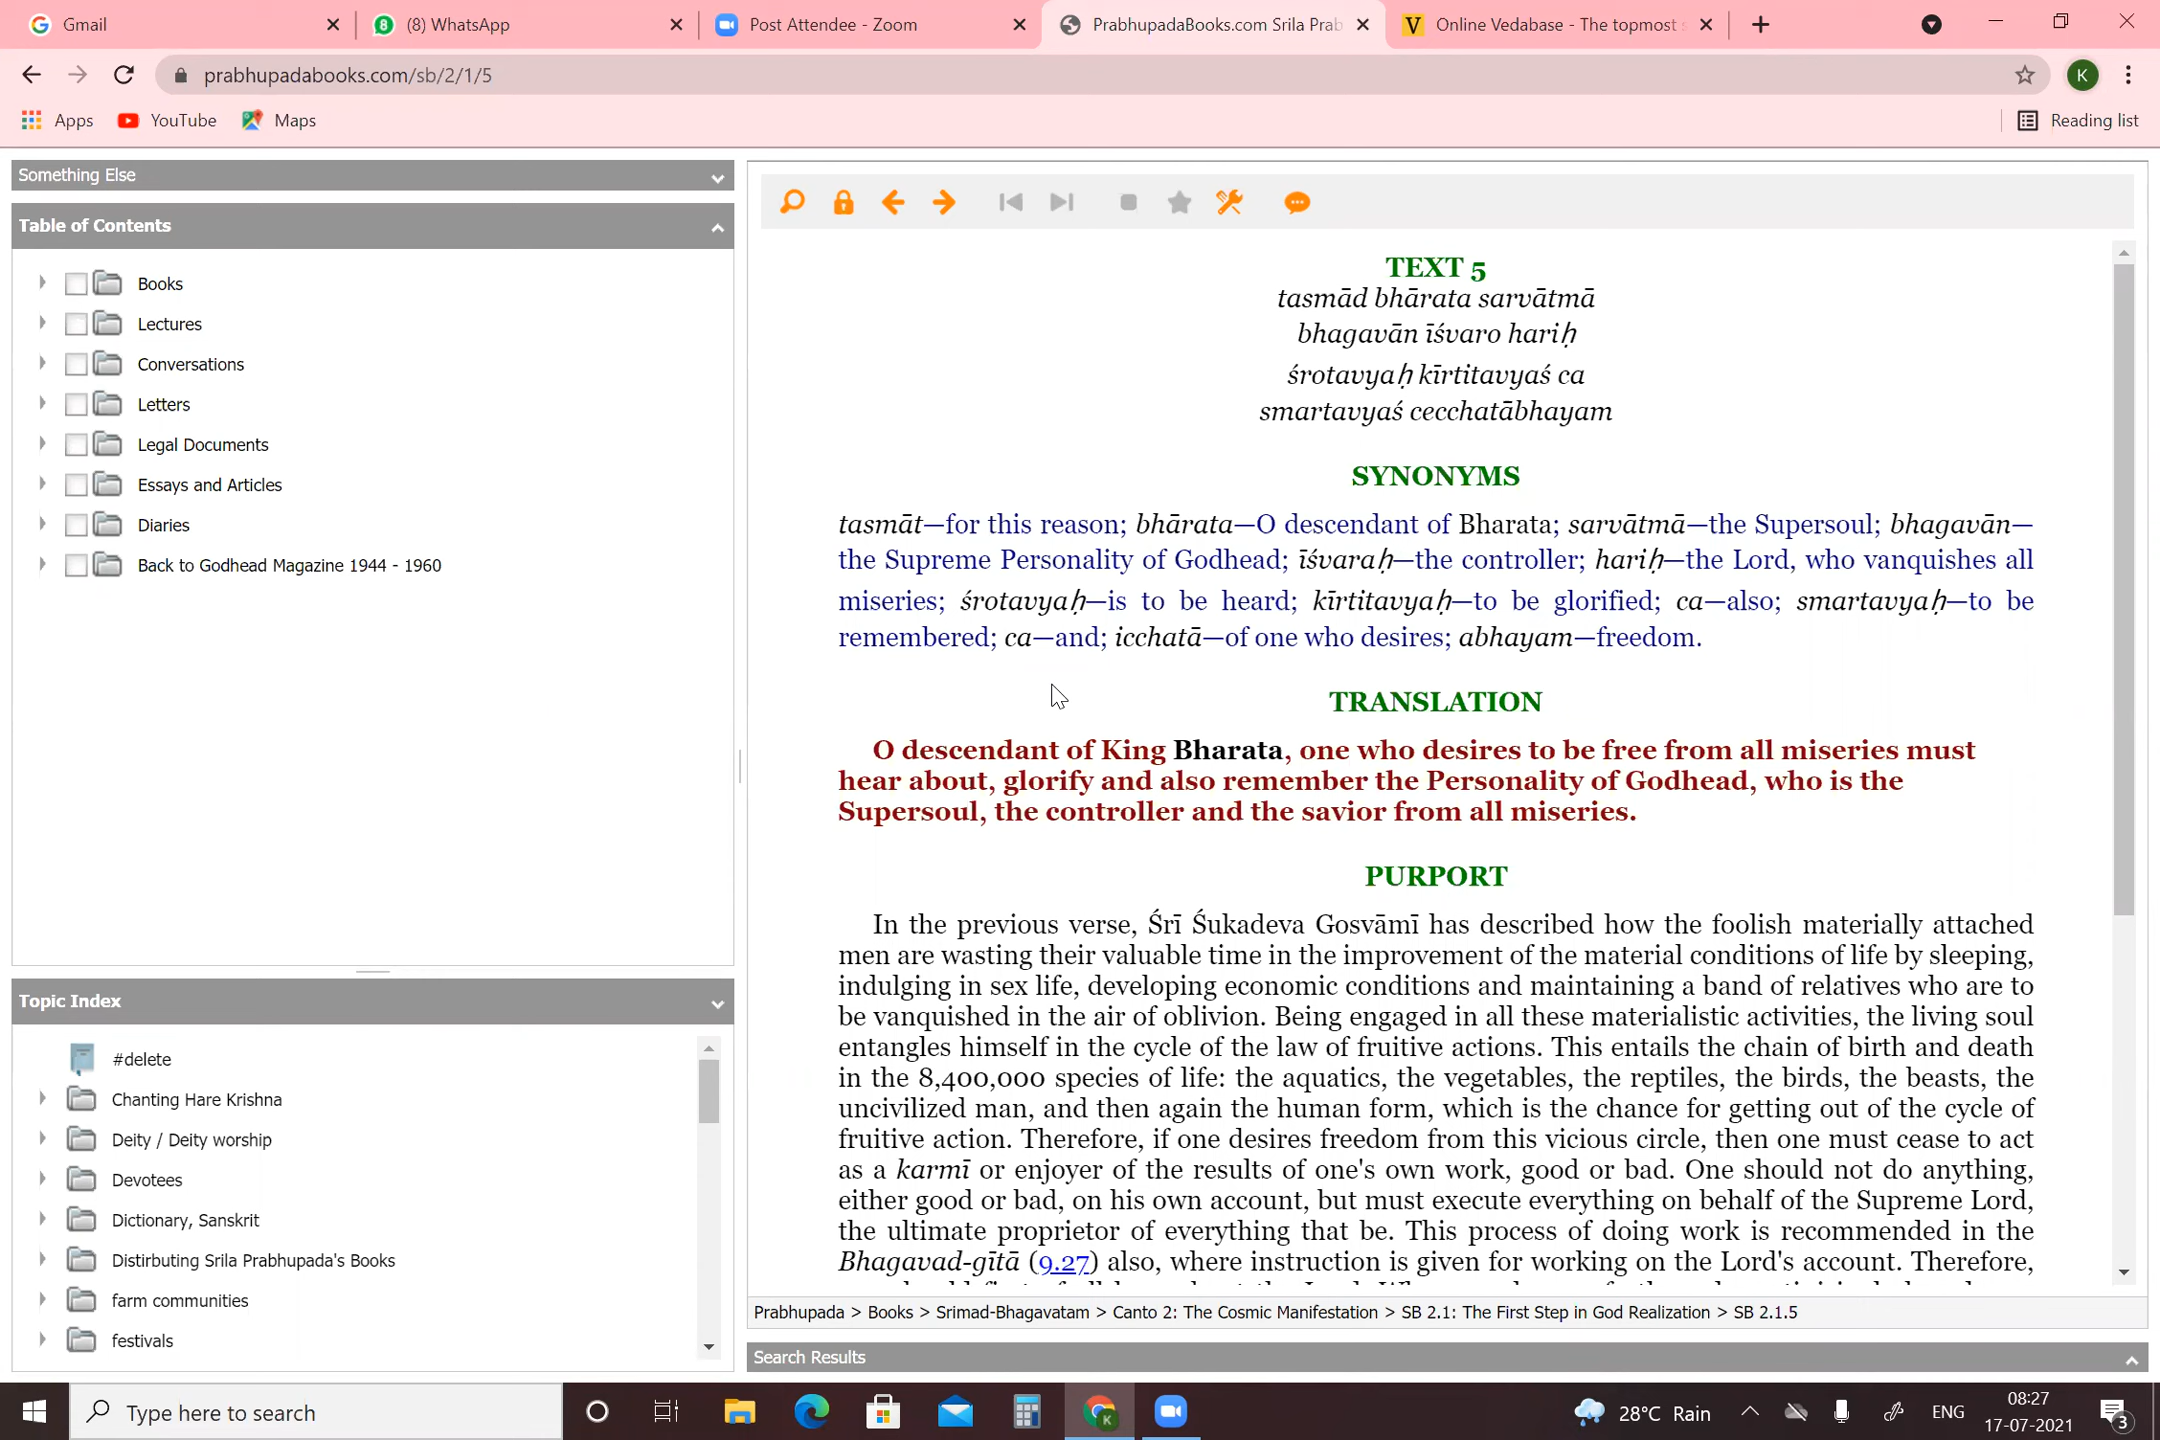 Gmail
(8) WhatsApp
Post Attendee - Zoom
PrabhupadaBooks.com Srila Prab
Online Vedabase - The topmost s
prabhupadabooks.com/sb/2/1/5
K
Apps
YouTube
Maps
Reading list
Something Else
Table of Contents
Books
Lectures
Conversations
Letters
Legal Documents
Essays and Articles
Diaries
Back to Godhead Magazine 1944 - 1960
Topic Index
#delete
Chanting Hare Krishna
Deity / Deity worship
Devotees
Dictionary, Sanskrit
Distirbuting Srila Prabhupada's Books
farm communities
festivals
TEXT 5
tasmād bhārata sarvātmā
bhagavān īśvaro hariḥ
śrotavyaḥ kīrtitavyaś ca
smartavyaś cecchatābhayam
SYNONYMS
tasmāt—for this reason; bhārata—O descendant of Bharata; sarvātmā—the Supersoul; bhagavān—
the Supreme Personality of Godhead; īśvaraḥ—the controller; hariḥ—the Lord, who vanquishes all
miseries; śrotavyaḥ—is to be heard; kīrtitavyaḥ—to be glorified; ca—also; smartavyaḥ—to be
remembered; ca—and; icchatā—of one who desires; abhayam—freedom.
TRANSLATION
O descendant of King Bharata, one who desires to be free from all miseries must
hear about, glorify and also remember the Personality of Godhead, who is the
Supersoul, the controller and the savior from all miseries.
PURPORT
In the previous verse, Śrī Śukadeva Gosvāmī has described how the foolish materially attached
men are wasting their valuable time in the improvement of the material conditions of life by sleeping,
indulging in sex life, developing economic conditions and maintaining a band of relatives who are to
be vanquished in the air of oblivion. Being engaged in all these materialistic activities, the living soul
entangles himself in the cycle of the law of fruitive actions. This entails the chain of birth and death
in the 8,400,000 species of life: the aquatics, the vegetables, the reptiles, the birds, the beasts, the
uncivilized man, and then again the human form, which is the chance for getting out of the cycle of
fruitive action. Therefore, if one desires freedom from this vicious circle, then one must cease to act
as a karmī or enjoyer of the results of one's own work, good or bad. One should not do anything,
either good or bad, on his own account, but must execute everything on behalf of the Supreme Lord,
the ultimate proprietor of everything that be. This process of doing work is recommended in the
Bhagavad-gītā (9.27) also, where instruction is given for working on the Lord's account. Therefore,
Prabhupada > Books > Srimad-Bhagavatam > Canto 2: The Cosmic Manifestation > SB 2.1: The First Step in God Realization > SB 2.1.5
Search Results
Type here to search
28°C Rain
ENG
08:27
17-07-2021
3